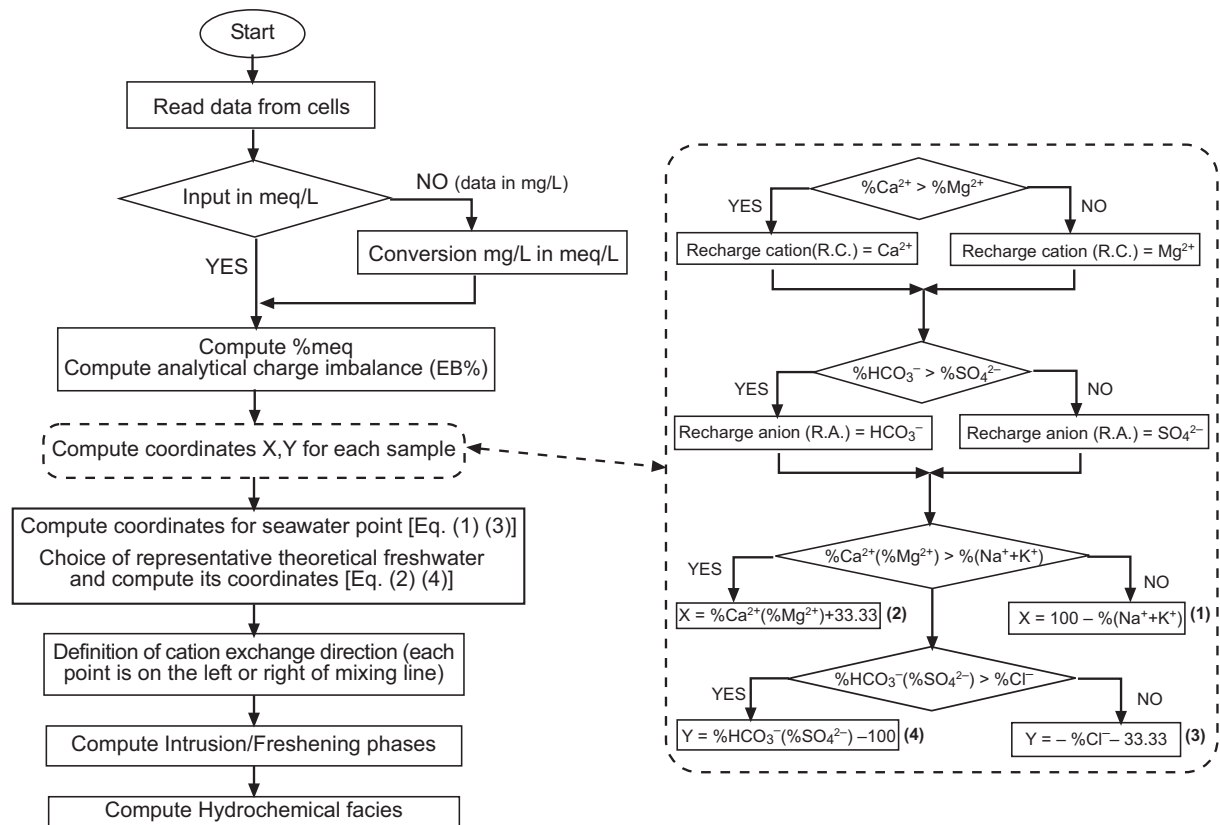 Start
Read data from cells
Input in meq/L
NO (data in mg/L)
Conversion mg/L in meq/L
YES
Compute %meq
Compute analytical charge imbalance (EB%)
Compute coordinates X,Y for each sample
Compute coordinates for seawater point [Eq. (1) (3)]
Choice of representative theoretical freshwater
and compute its coordinates [Eq. (2) (4)]
Definition of cation exchange direction (each
point is on the left or right of mixing line)
Compute Intrusion/Freshening phases
Compute Hydrochemical facies
%Ca²⁺ > %Mg²⁺
YES
NO
Recharge cation(R.C.) = Ca²⁺
Recharge cation (R.C.) = Mg²⁺
%HCO₃⁻ > %SO₄²⁻
YES
NO
Recharge anion (R.A.) = HCO₃⁻
Recharge anion (R.A.) = SO₄²⁻
%Ca²⁺(%Mg²⁺) > %(Na⁺+K⁺)
YES
NO
X = %Ca²⁺(%Mg²⁺)+33.33 (2)
X = 100 – %(Na⁺+K⁺) (1)
%HCO₃⁻(%SO₄²⁻) > %Cl⁻
YES
NO
Y = %HCO₃⁻(%SO₄²⁻) –100 (4)
Y = – %Cl⁻– 33.33 (3)